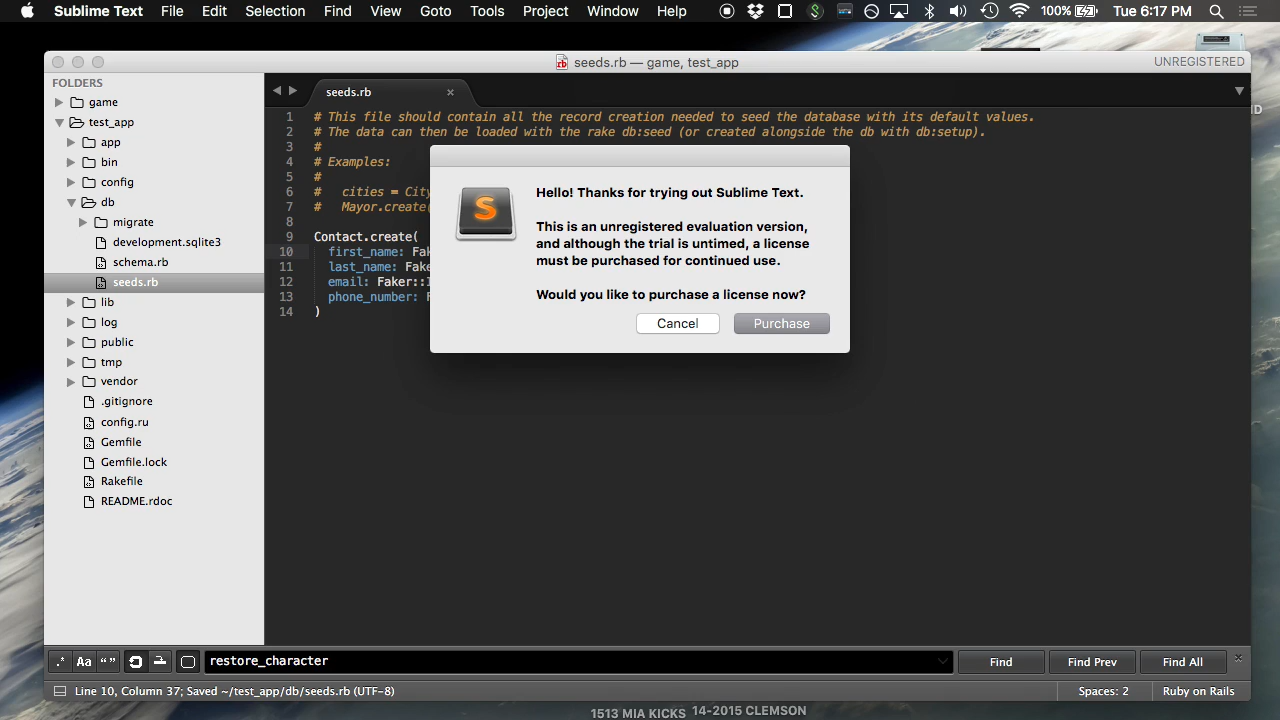 Sublime Text File Edit Selection Find View Goto Tools Project Window Help 100% Tue 6:17 PM
seeds.rb — game, test_app UNREGISTERED
FOLDERS
game
test_app
app
bin
config
db
migrate
development.sqlite3
schema.rb
seeds.rb
lib
log
public
tmp
vendor
.gitignore
config.ru
Gemfile
Gemfile.lock
Rakefile
README.rdoc
seeds.rb
1 # This file should contain all the record creation needed to seed the database with its default values.
2 # The data can then be loaded with the rake db:seed (or created alongside the db with db:setup).
3 #
4 # Examples:
5 #
6 # cities = City
7 # Mayor.create(
8
9 Contact.create(
10 first_name: Fak
11 last_name: Fake
12 email: Faker::I
13 phone_number: F
14 )
S
Hello! Thanks for trying out Sublime Text.
This is an unregistered evaluation version,
and although the trial is untimed, a license
must be purchased for continued use.
Would you like to purchase a license now?
Cancel Purchase
.* Aa “” restore_character Find Find Prev Find All
Line 10, Column 37; Saved ~/test_app/db/seeds.rb (UTF-8) Spaces: 2 Ruby on Rails
1513 MIA KICKS 14-2015 CLEMSON